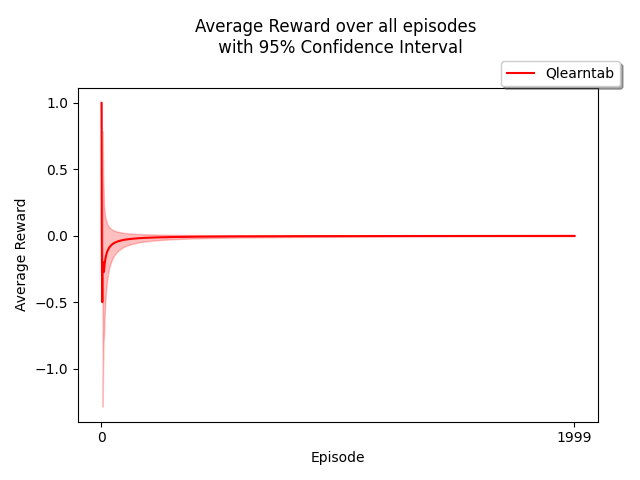 Average Reward over all episodes
with 95% Confidence Interval
Qlearntab
1.0
0.5
0.0
−0.5
−1.0
Average Reward
0 1999
Episode